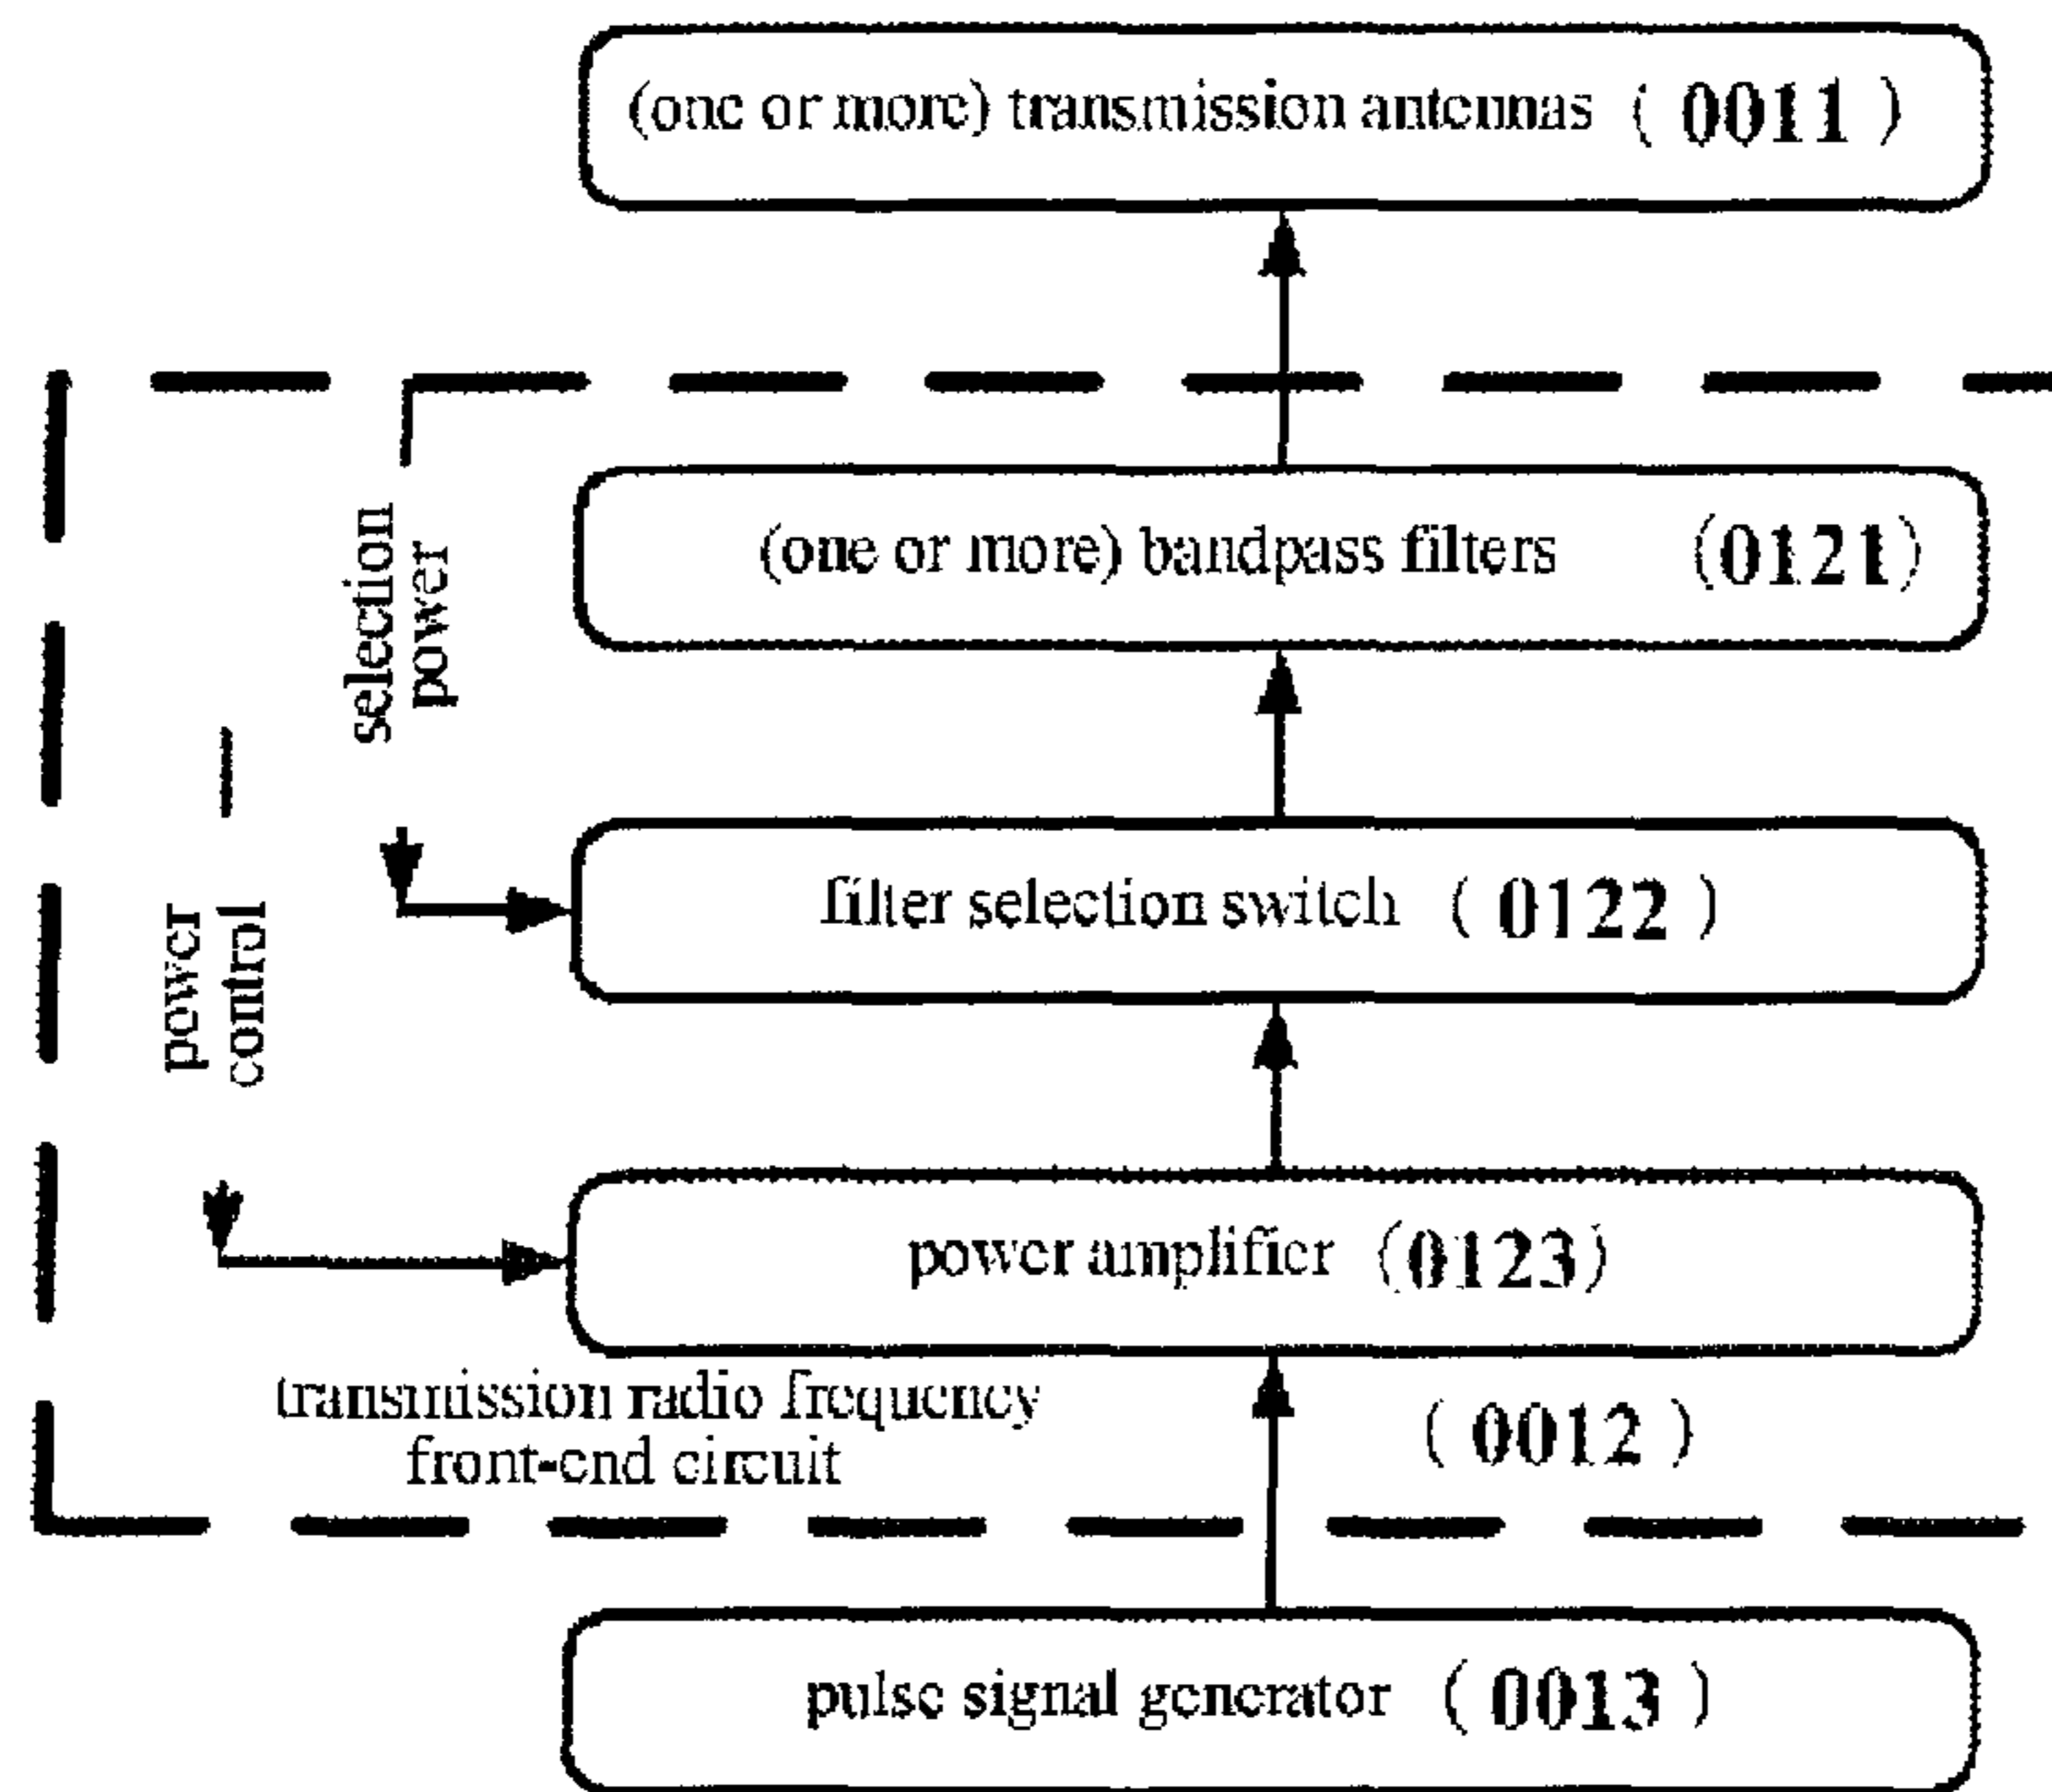 (one or more) transmission antennas ( 0011 )
selection
power
(one or more) bandpass filters (0121)
filter selection switch ( 0122 )
power
control
power amplifier (0123)
transmission radio frequency
front-end circuit
( 0012 )
pulse signal generator ( 0013 )